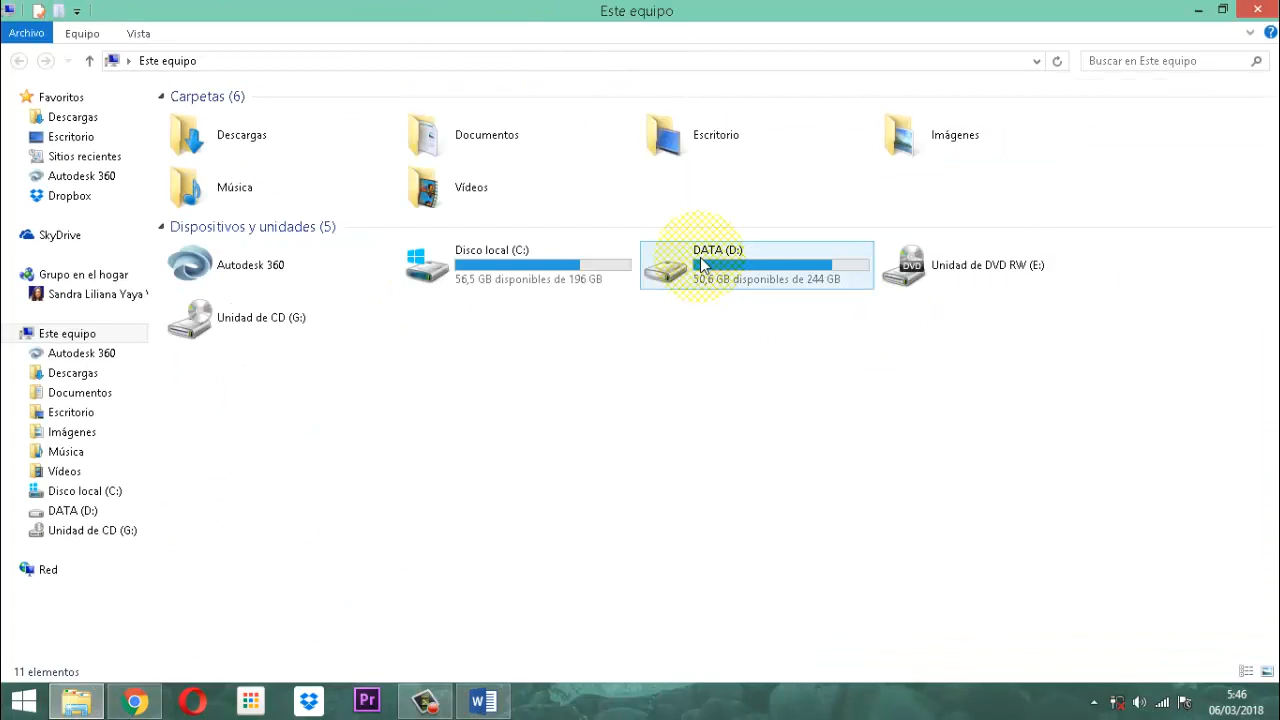 Este equipo
Archivo
Equipo
Vista
Este equipo
Buscar en Este equipo
Favoritos
Descargas
Escritorio
Sitios recientes
Autodesk 360
Dropbox
SkyDrive
Grupo en el hogar
Sandra Liliana Yaya
Este equipo
Autodesk 360
Descargas
Documentos
Escritorio
Imágenes
Música
Vídeos
Disco local (C:)
DATA (D:)
Unidad de CD (G:)
Red
Carpetas (6)
Descargas
Documentos
Escritorio
Imágenes
Música
Vídeos
Dispositivos y unidades (5)
Autodesk 360
Disco local (C:)
56,5 GB disponibles de 196 GB
DATA (D:)
50,6 GB disponibles de 244 GB
DVD
Unidad de DVD RW (E:)
Unidad de CD (G:)
11 elementos
Pr
5:46
06/03/2018